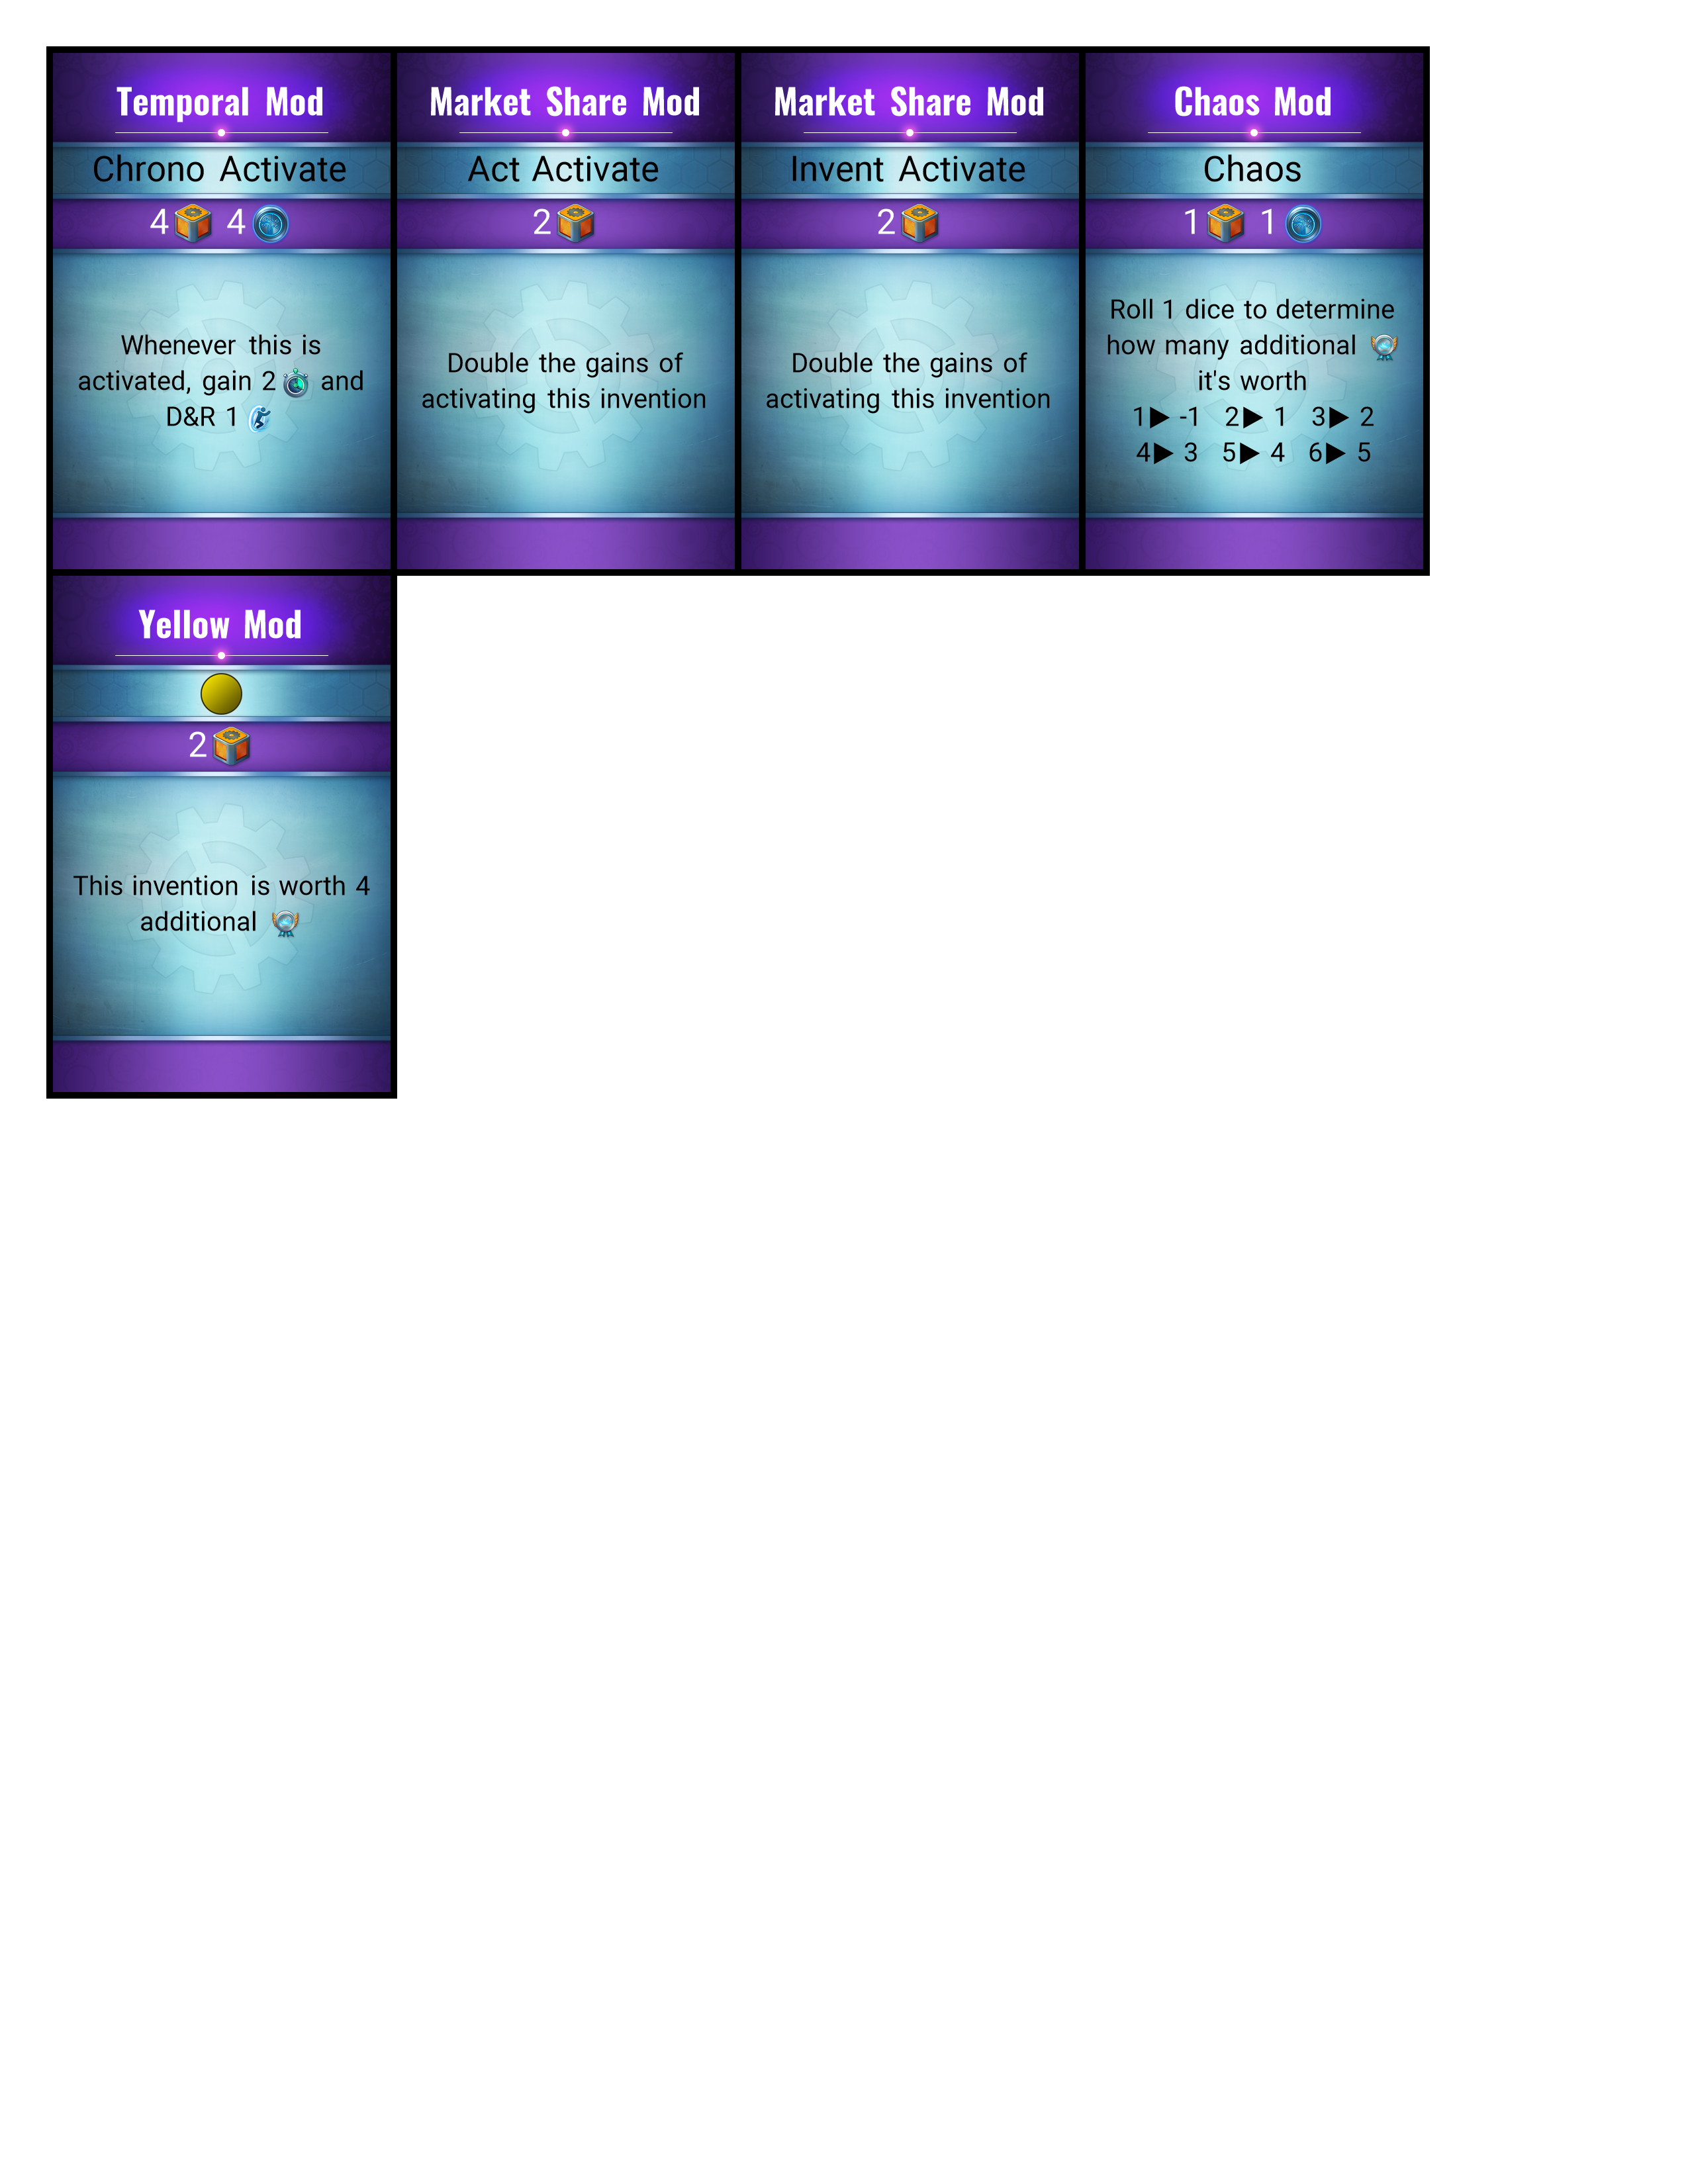 Temporal Mod
Chrono Activate
4 4
Whenever this is
activated, gain 2 and
D&R 1
Market Share Mod
Act Activate
2
Double the gains of
activating this invention
Market Share Mod
Invent Activate
2
Double the gains of
activating this invention
Chaos Mod
Chaos
1 1
Roll 1 dice to determine
how many additional
it's worth
1▶ -1 2▶ 1 3▶ 2
4▶ 3 5▶ 4 6▶ 5
Yellow Mod
2
This invention is worth 4
additional